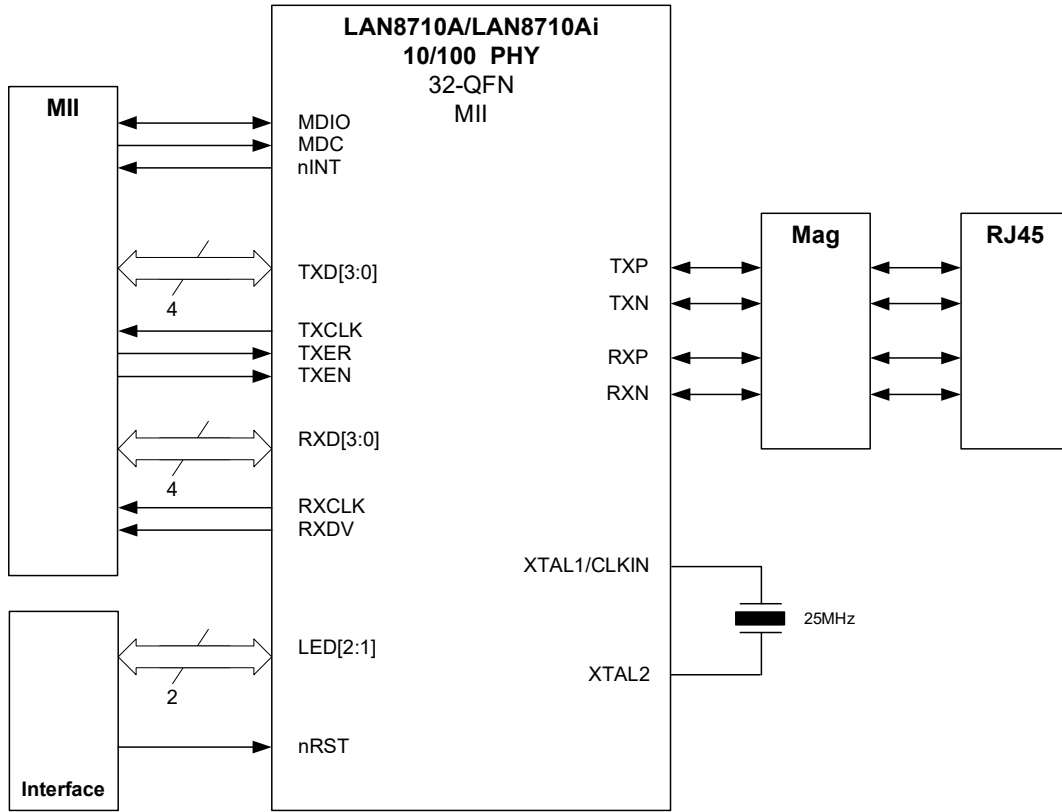 LAN8710A/LAN8710Ai
10/100 PHY
32-QFN
MII
MII
MDIO
MDC
nINT
TXD[3:0]
4
TXCLK
TXER
TXEN
RXD[3:0]
4
RXCLK
RXDV
Mag
RJ45
TXP
TXN
RXP
RXN
XTAL1/CLKIN
25MHz
XTAL2
LED[2:1]
2
nRST
Interface